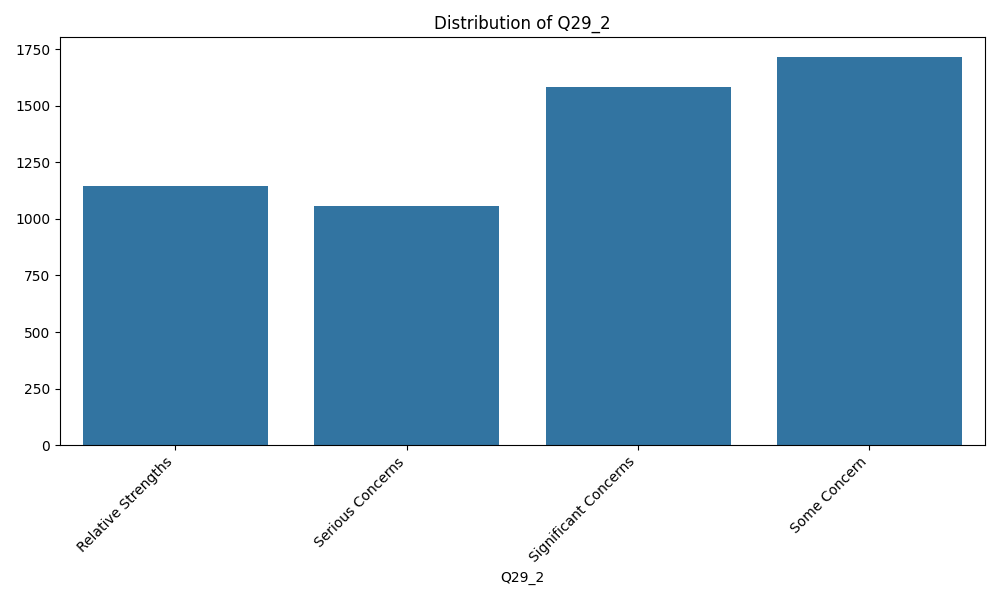 Distribution of Q29_2
1750
1500
1250
1000
750
500
250
0
Relative Strengths
Serious Concerns
Significant Concerns
Some Concern
Q29_2